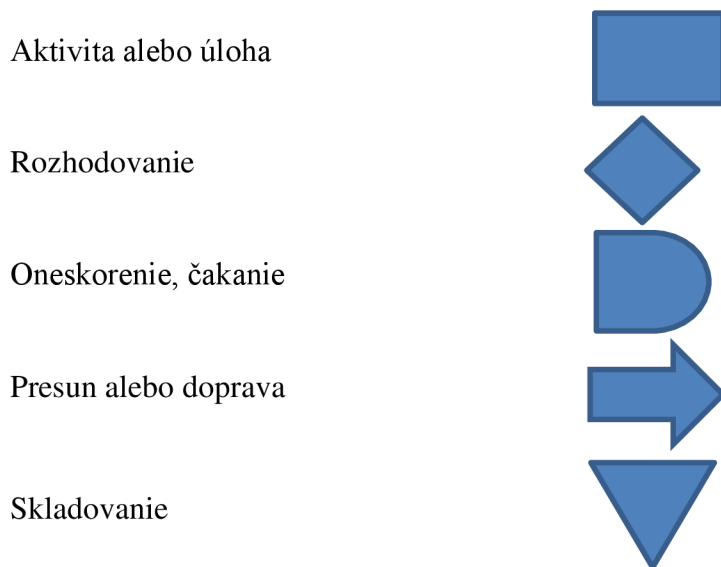 Aktivita alebo úloha
Rozhodovanie
Oneskorenie, čakanie
Presun alebo doprava
Skladovanie